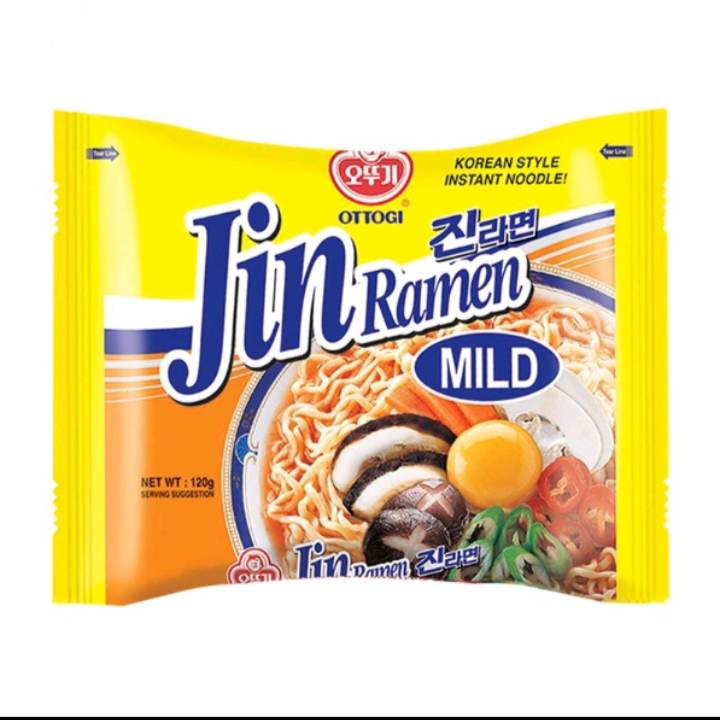 Tear Line
Tear Line
오뚜기
OTTOGI ®
KOREAN STYLE
INSTANT NOODLE!
진라면
Jin Ramen
MILD
NET WT : 120g
SERVING SUGGESTION
오뚜기
Jin Ramen 진라면